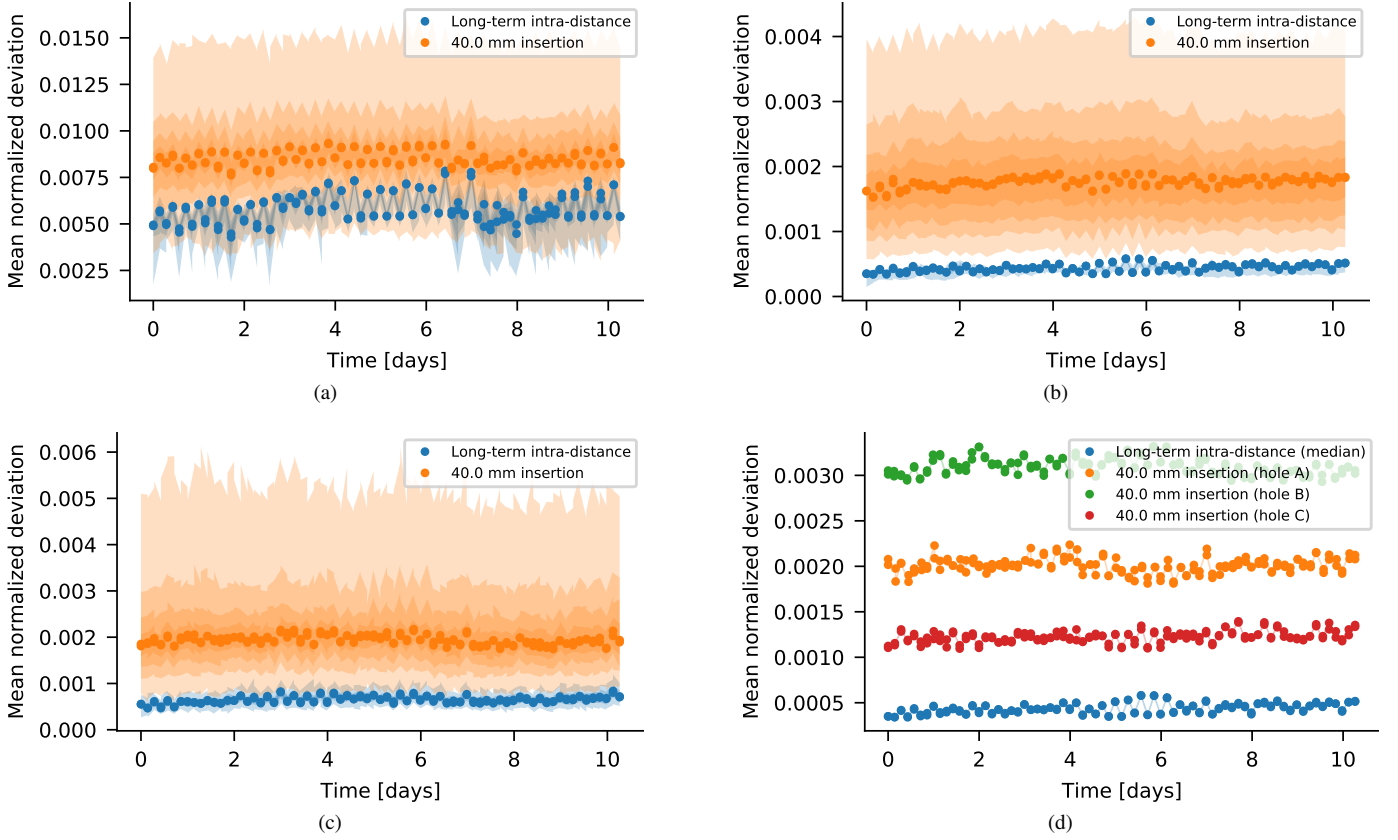 Long-term intra-distance
40.0 mm insertion
Mean normalized deviation
0.0150
0.0125
0.0100
0.0075
0.0050
0.0025
0 2 4 6 8 10
Time [days]
(a)
Long-term intra-distance
40.0 mm insertion
Mean normalized deviation
0.004
0.003
0.002
0.001
0.000
0 2 4 6 8 10
Time [days]
(b)
Long-term intra-distance
40.0 mm insertion
Mean normalized deviation
0.006
0.005
0.004
0.003
0.002
0.001
0.000
0 2 4 6 8 10
Time [days]
(c)
Long-term intra-distance (median)
40.0 mm insertion (hole A)
40.0 mm insertion (hole B)
40.0 mm insertion (hole C)
Mean normalized deviation
0.0030
0.0025
0.0020
0.0015
0.0010
0.0005
0 2 4 6 8 10
Time [days]
(d)